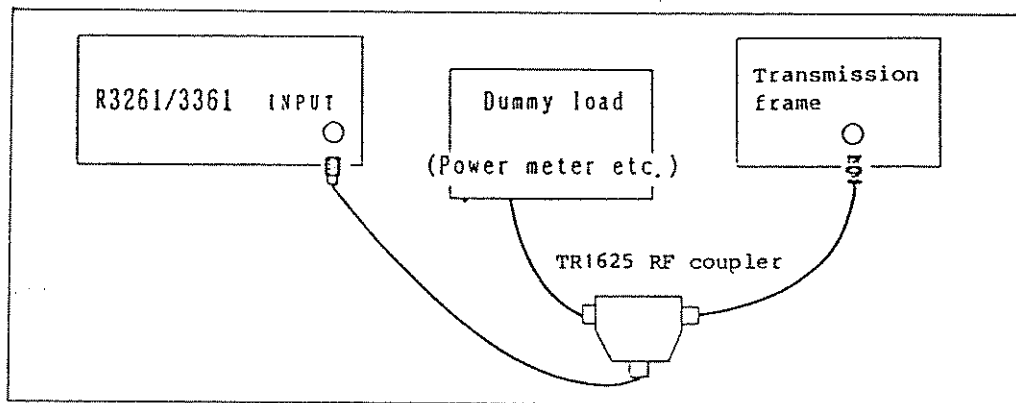 R3261/3361 INPUT
Dummy load
(Power meter etc.)
Transmission
frame
TR1625 RF coupler